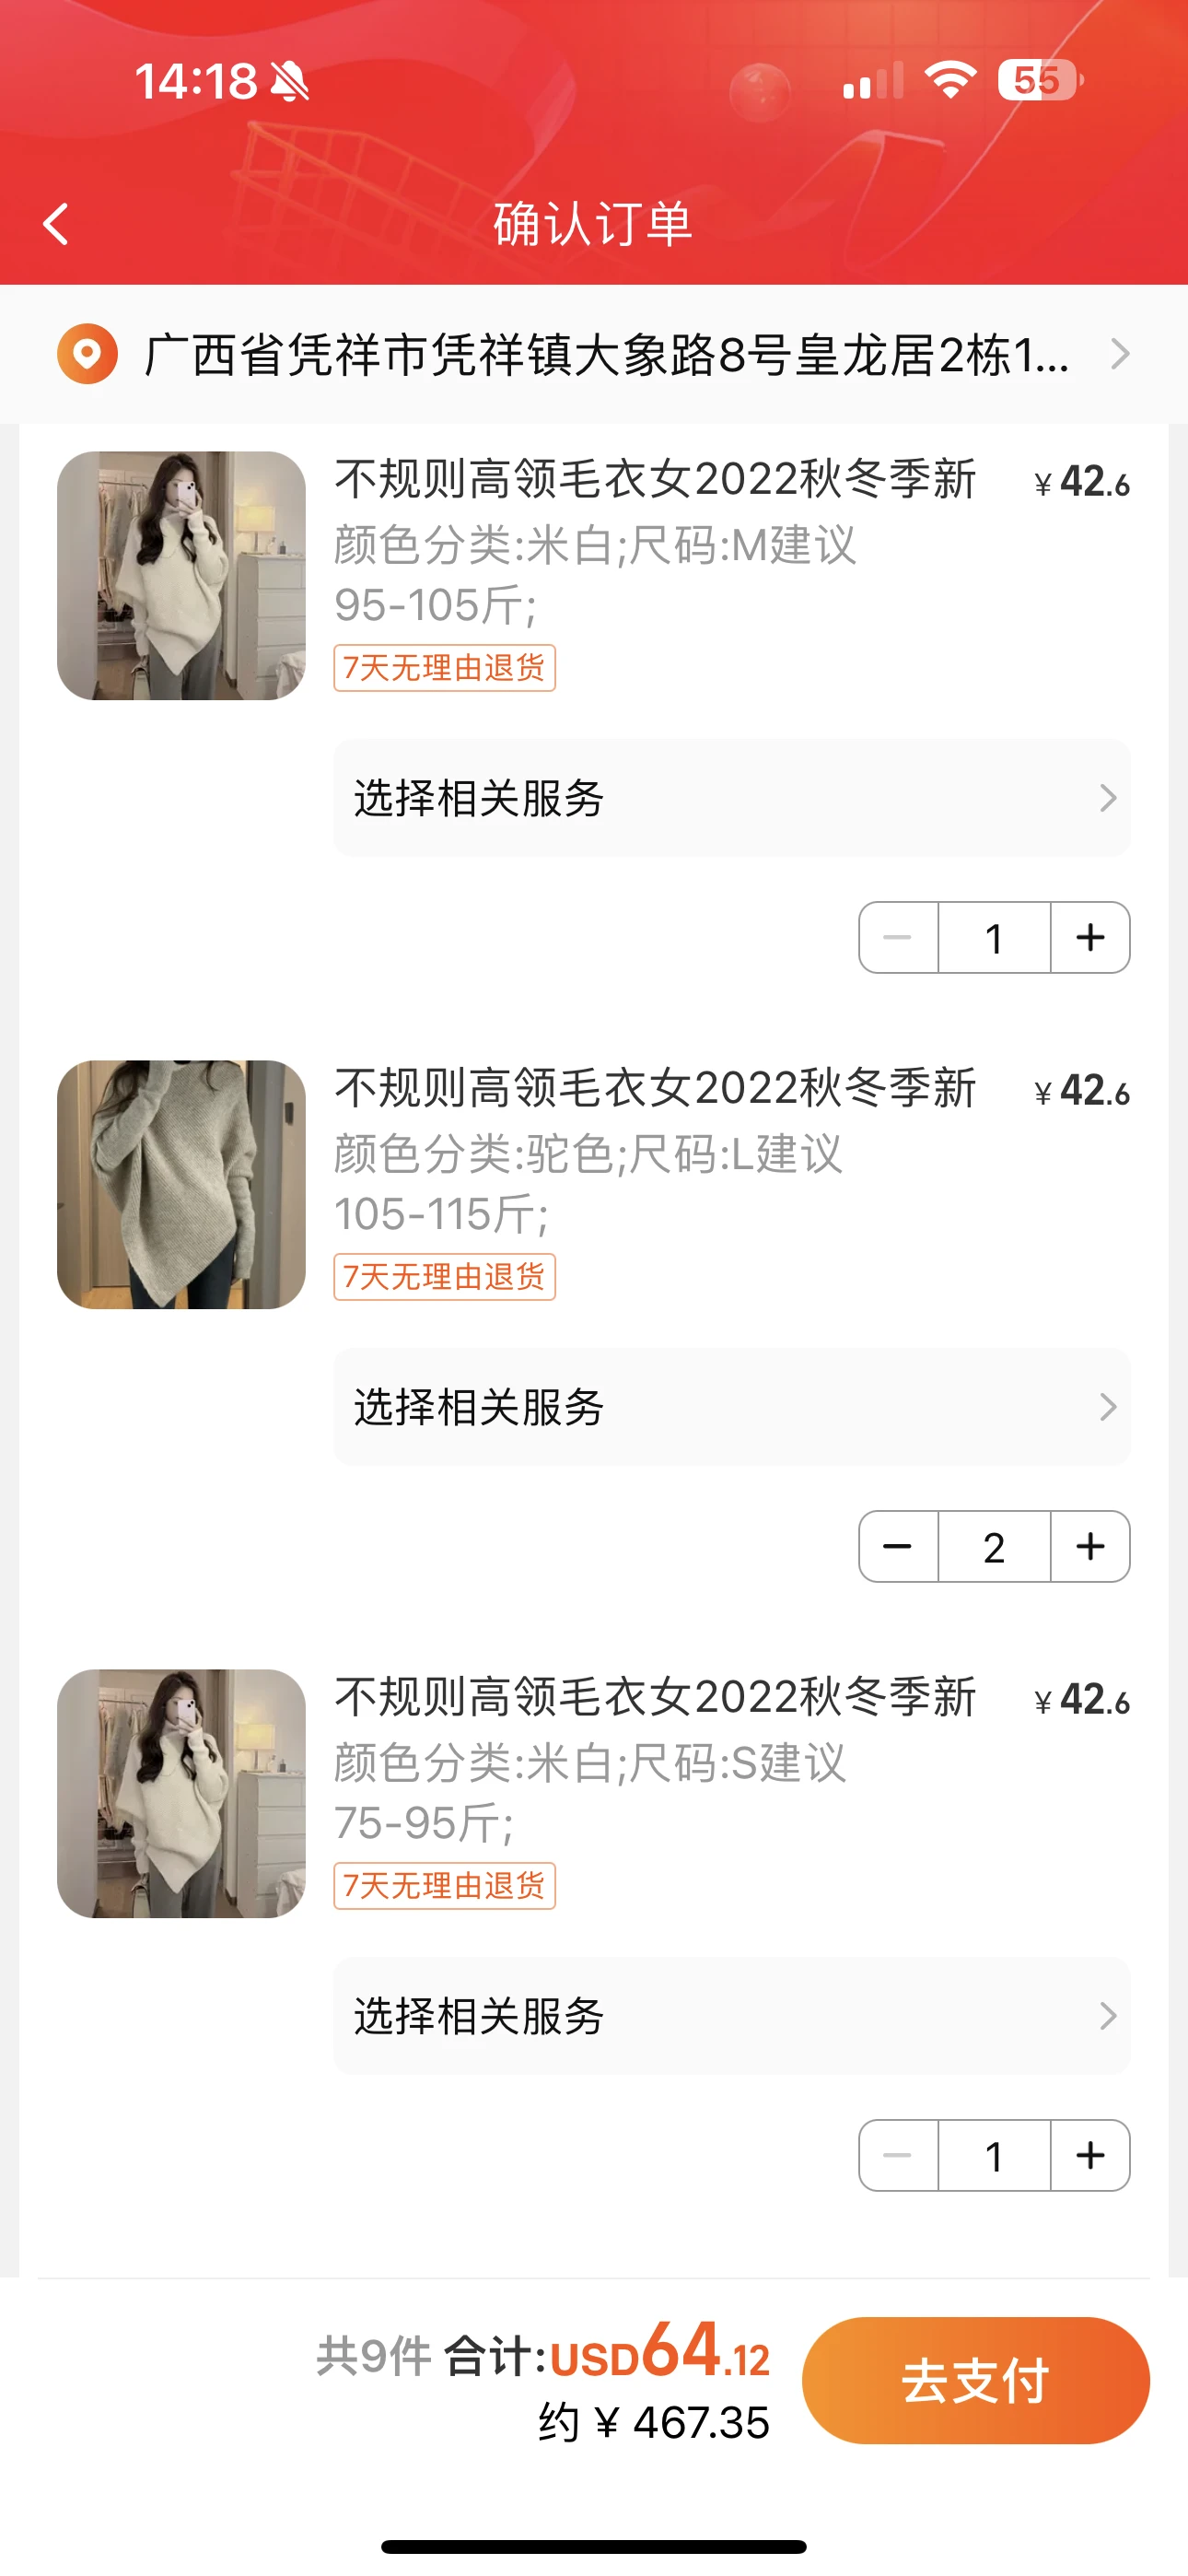 14:18
55
确认订单
广西省凭祥市凭祥镇大象路8号皇龙居2栋1...
不规则高领毛衣女2022秋冬季新 ¥42.6
颜色分类:米白;尺码:M建议
95-105斤;
7天无理由退货
选择相关服务
1
不规则高领毛衣女2022秋冬季新 ¥42.6
颜色分类:驼色;尺码:L建议
105-115斤;
7天无理由退货
选择相关服务
2
不规则高领毛衣女2022秋冬季新 ¥42.6
颜色分类:米白;尺码:S建议
75-95斤;
7天无理由退货
选择相关服务
1
共9件 合计:USD64.12
约 ¥ 467.35
去支付